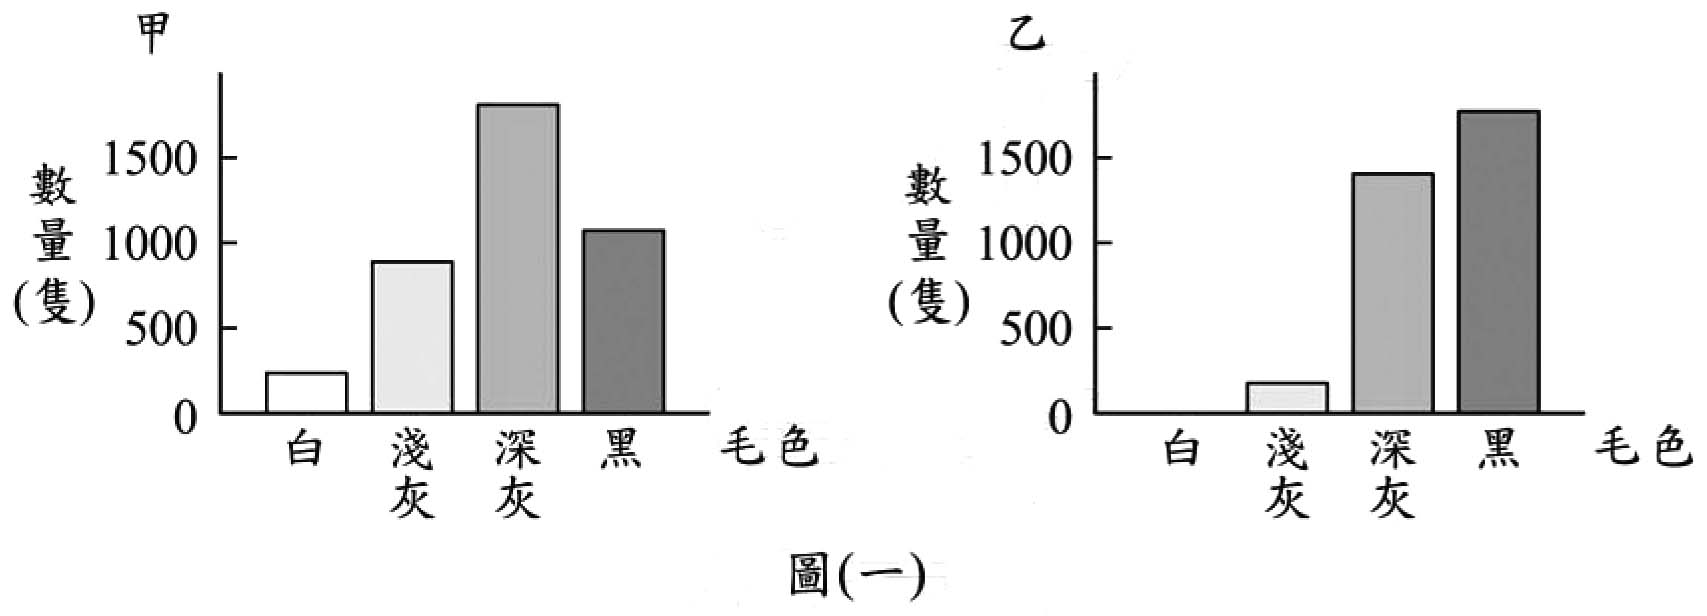 甲
數量(隻)
1500
1000
500
0
白 淺灰 深灰 黑 毛色
乙
數量(隻)
1500
1000
500
0
白 淺灰 深灰 黑 毛色
圖(一)